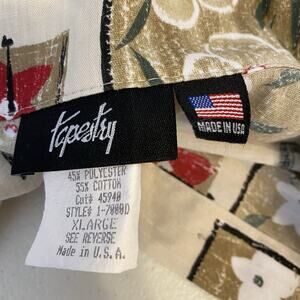 Tapestry
MADE IN USA
45% POLYESTER
55% COTTON
Cut# 45940
STYLE# 1-7000D
XLARGE
SEE REVERSE
Made in U.S.A.